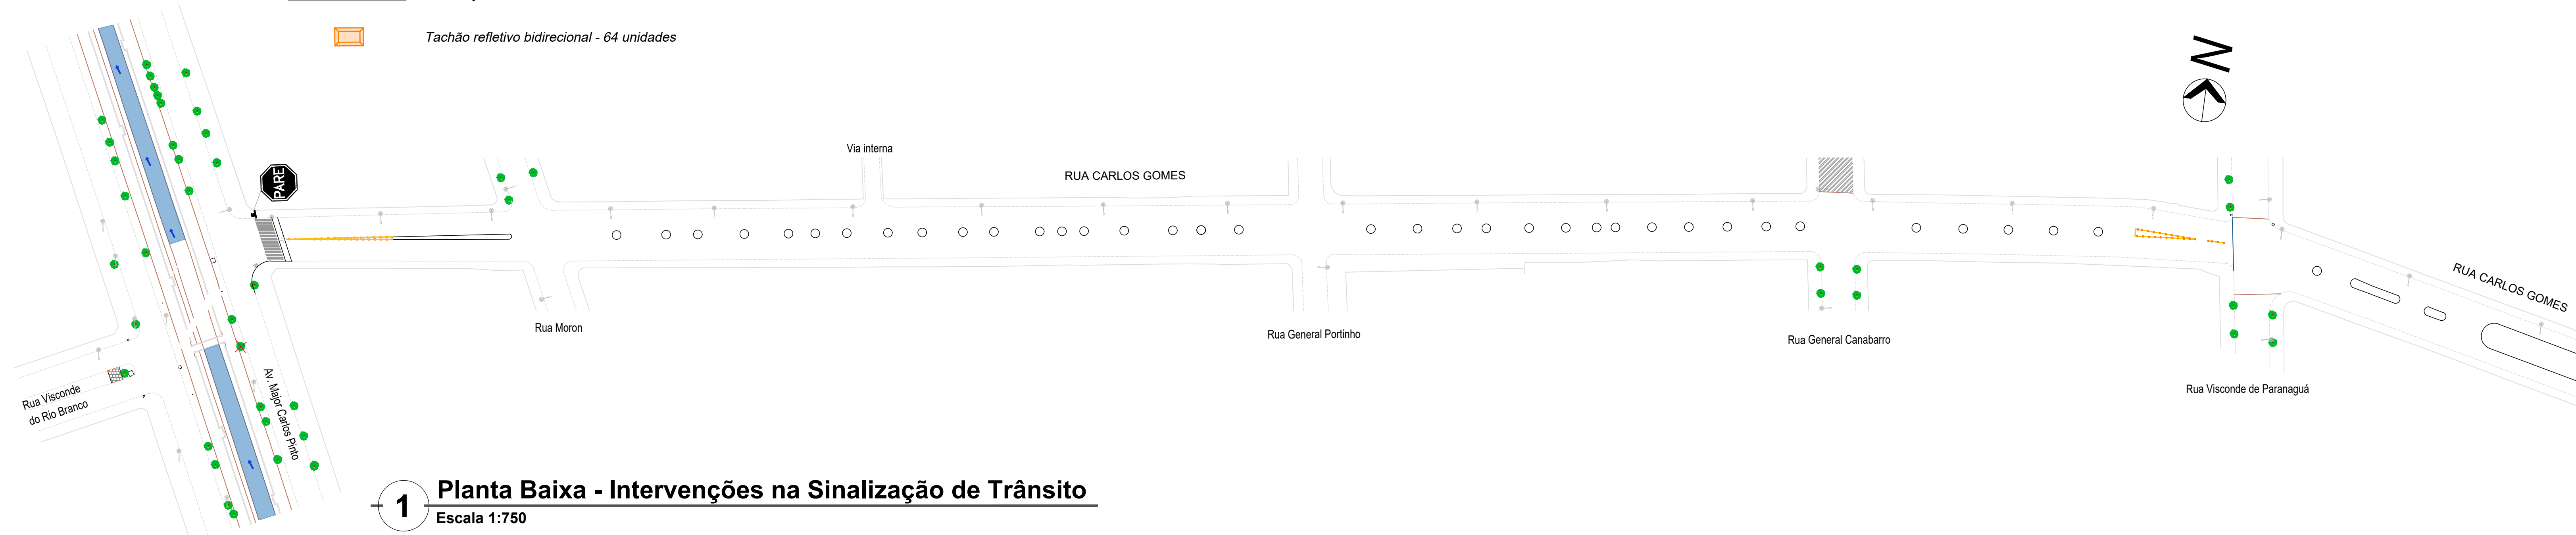 Tachão refletivo bidirecional - 64 unidades
N
Via interna
RUA CARLOS GOMES
PARE
RUA CARLOS GOMES
Rua Moron
Rua General Portinho
Rua General Canabarro
Rua Visconde de Paranaguá
Rua Visconde
do Rio Branco
Av. Major Carlos Pinto
1
Planta Baixa - Intervenções na Sinalização de Trânsito
Escala 1:750